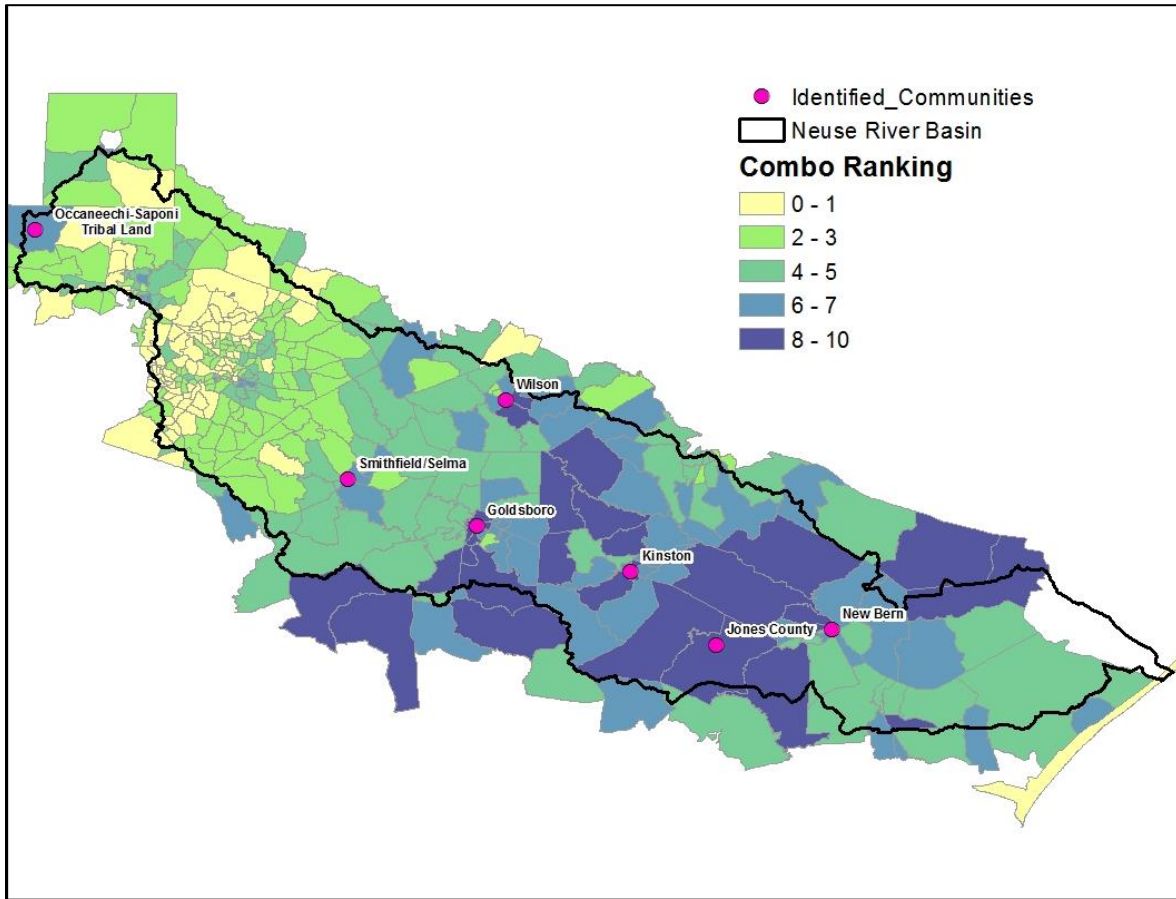 Identified_Communities
Neuse River Basin
Combo Ranking
0 - 1
2 - 3
4 - 5
6 - 7
8 - 10
Occaneechi-Saponi
Tribal Land
Wilson
Smithfield/Selma
Goldsboro
Kinston
New Bern
Jones County